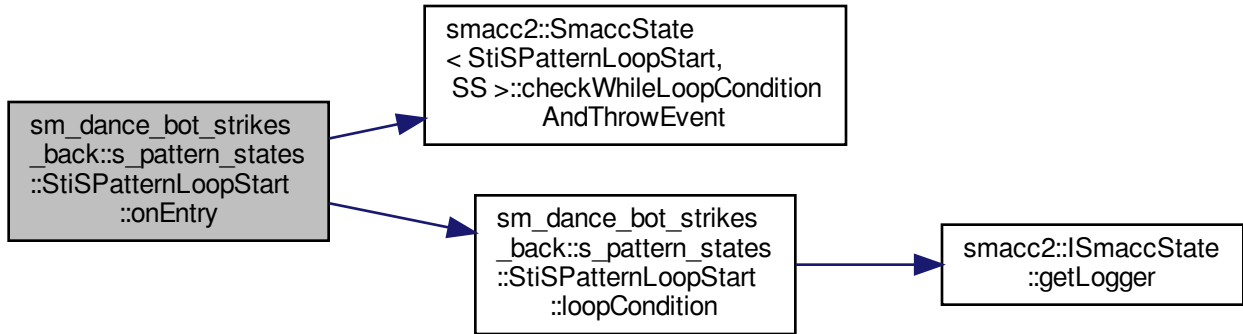 sm_dance_bot_strikes
_back::s_pattern_states
::StiSPatternLoopStart
::onEntry
smacc2::SmaccState
< StiSPatternLoopStart,
SS >::checkWhileLoopCondition
AndThrowEvent
sm_dance_bot_strikes
_back::s_pattern_states
::StiSPatternLoopStart
::loopCondition
smacc2::ISmaccState
::getLogger